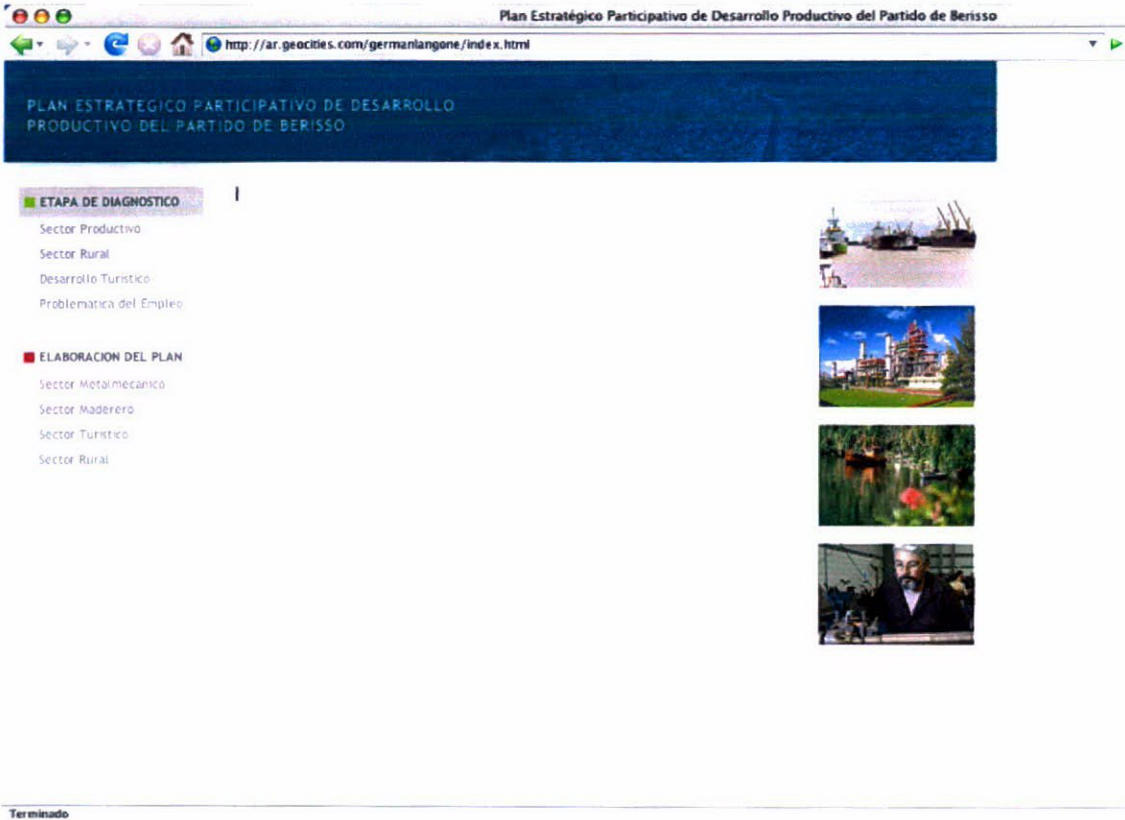 Plan Estratégico Participativo de Desarrollo Productivo del Partido de Berisso
http://ar.geocities.com/germanlangone/index.html
PLAN ESTRATEGICO PARTICIPATIVO DE DESARROLLO
PRODUCTIVO DEL PARTIDO DE BERISSO
ETAPA DE DIAGNOSTICO
Sector Productivo
Sector Rural
Desarrollo Turistico
Problematica del Empleo
ELABORACION DEL PLAN
Sector Metalmecanico
Sector Maderero
Sector Turistico
Sector Rural
Terminado